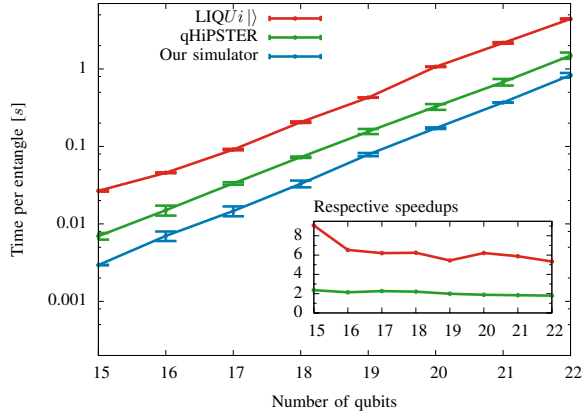 LIQUi|⟩
qHiPSTER
Our simulator
Time per entangle [s]
1
0.1
0.01
0.001
Respective speedups
8
6
4
2
0
15 16 17 18 19 20 21 22
15 16 17 18 19 20 21 22
Number of qubits